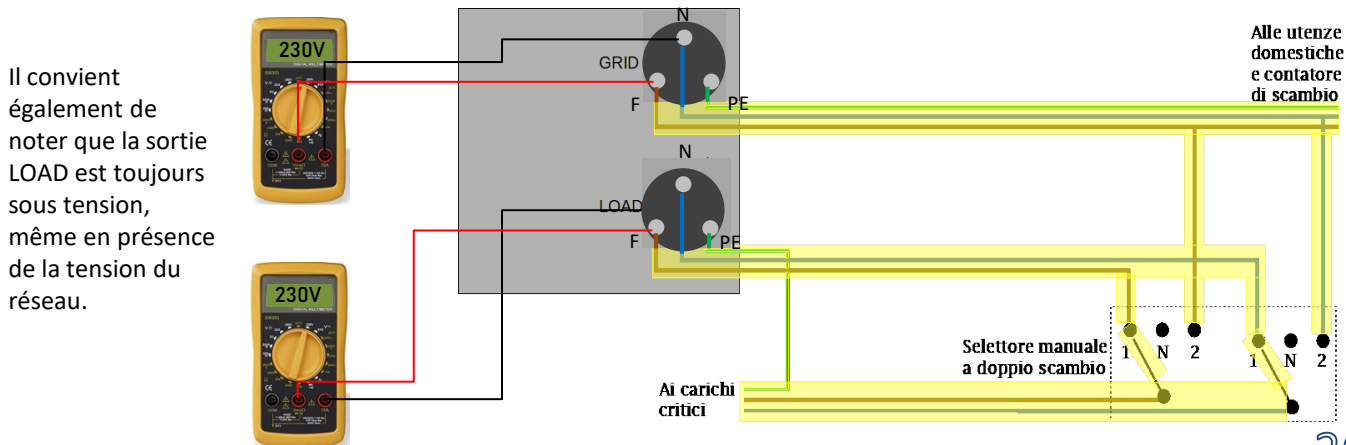 Il convient
également de
noter que la sortie
LOAD est toujours
sous tension,
même en présence
de la tension du
réseau.
230V
230V
N
GRID
F
PE
N
LOAD
F
PE
Alle utenze
domestiche
e contatore
di scambio
Selettore manuale
a doppio scambio
1 N 2
1 N 2
Ai carichi
critici